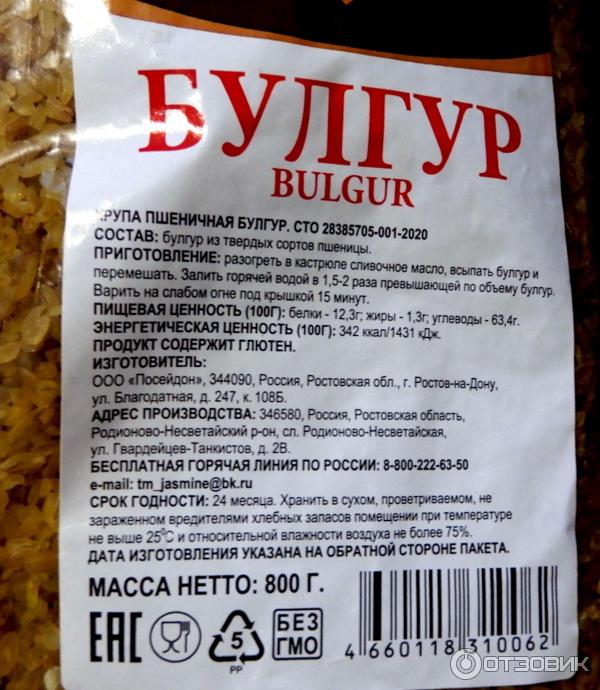 БУЛГУР
BULGUR
КРУПА ПШЕНИЧНАЯ БУЛГУР. СТО 28385705-001-2020
СОСТАВ: булгур из твердых сортов пшеницы.
ПРИГОТОВЛЕНИЕ: разогреть в кастрюле сливочное масло, всыпать булгур и
перемешать. Залить горячей водой в 1,5-2 раза превышающей по объему булгур.
Варить на слабом огне под крышкой 15 минут.
ПИЩЕВАЯ ЦЕННОСТЬ (100Г): белки - 12,3г; жиры - 1,3г; углеводы - 63,4г.
ЭНЕРГЕТИЧЕСКАЯ ЦЕННОСТЬ (100Г): 342 ккал/1431 кДж.
ПРОДУКТ СОДЕРЖИТ ГЛЮТЕН.
ИЗГОТОВИТЕЛЬ:
ООО «Посейдон», 344090, Россия, Ростовская обл., г. Ростов-на-Дону,
ул. Благодатная, д. 247, к. 108Б.
АДРЕС ПРОИЗВОДСТВА: 346580, Россия, Ростовская область,
Родионово-Несветайский р-он, сл. Родионово-Несветайская,
ул. Гвардейцев-Танкистов, д. 2В.
БЕСПЛАТНАЯ ГОРЯЧАЯ ЛИНИЯ ПО РОССИИ: 8-800-222-63-50
e-mail: tm_jasmine@bk.ru
СРОК ГОДНОСТИ: 24 месяца. Хранить в сухом, проветриваемом, не
зараженном вредителями хлебных запасов помещении при температуре
не выше 25⁰С и относительной влажности воздуха не более 75%.
ДАТА ИЗГОТОВЛЕНИЯ УКАЗАНА НА ОБРАТНОЙ СТОРОНЕ ПАКЕТА.
МАССА НЕТТО: 800 Г.
ЕАС
5
PP
БЕЗ
ГМО
4 660118 310062
ОТЗОВИК